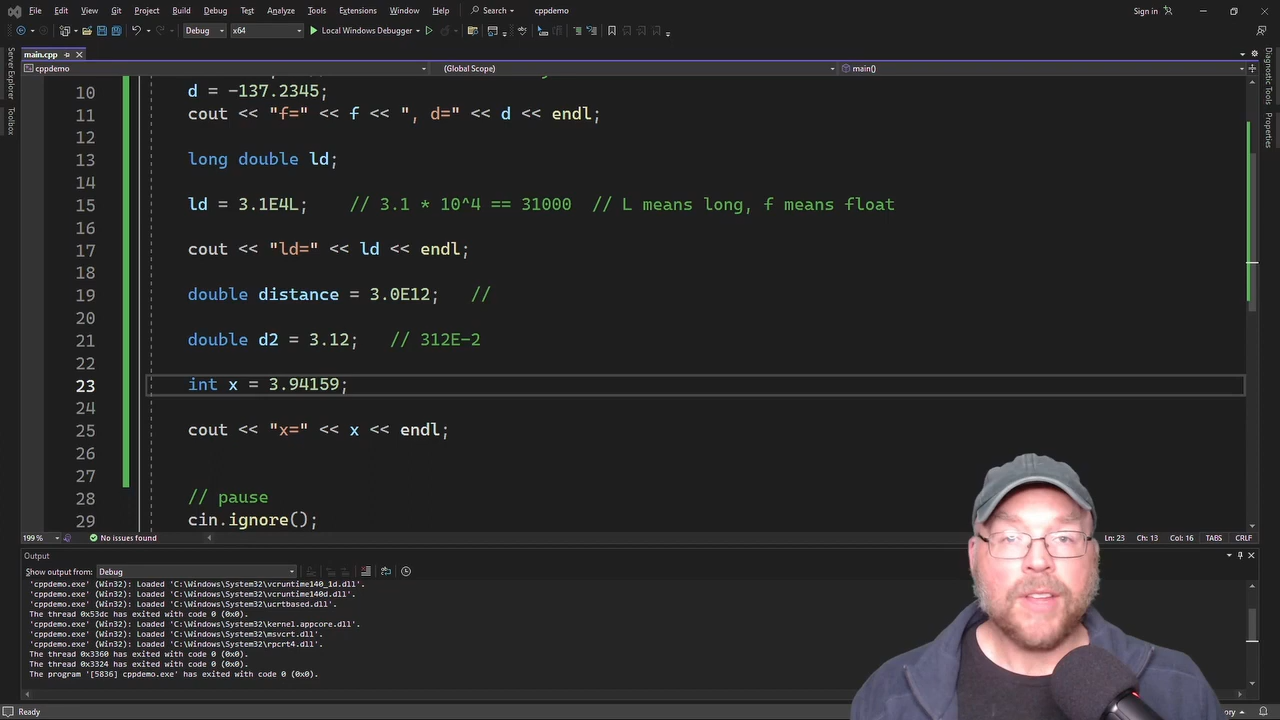 File Edit View Git Project Build Debug Test Analyze Tools Extensions Window Help Search cppdemo Sign in
Debug x64 Local Windows Debugger
main.cpp
cppdemo (Global Scope) main()
Server Explorer
Toolbox
Diagnostic Tools
Properties
10 d = -137.2345;
11 cout << "f=" << f << ", d=" << d << endl;
12
13 long double ld;
14
15 ld = 3.1E4L; // 3.1 * 10^4 == 31000 // L means long, f means float
16
17 cout << "ld=" << ld << endl;
18
19 double distance = 3.0E12; //
20
21 double d2 = 3.12; // 312E-2
22
23 int x = 3.94159;
24
25 cout << "x=" << x << endl;
26
27
28 // pause
29 cin.ignore();
199 % No issues found Ln: 23 Ch: 13 Col: 16 TABS CRLF
Output
Show output from: Debug
'cppdemo.exe' (Win32): Loaded 'C:\Windows\System32\vcruntime140_1d.dll'.
'cppdemo.exe' (Win32): Loaded 'C:\Windows\System32\vcruntime140d.dll'.
'cppdemo.exe' (Win32): Loaded 'C:\Windows\System32\ucrtbased.dll'.
The thread 0x53dc has exited with code 0 (0x0).
'cppdemo.exe' (Win32): Loaded 'C:\Windows\System32\kernel.appcore.dll'.
'cppdemo.exe' (Win32): Loaded 'C:\Windows\System32\msvcrt.dll'.
'cppdemo.exe' (Win32): Loaded 'C:\Windows\System32\rpcrt4.dll'.
The thread 0x3360 has exited with code 0 (0x0).
The thread 0x3324 has exited with code 0 (0x0).
The program '[5836] cppdemo.exe' has exited with code 0 (0x0).
Ready